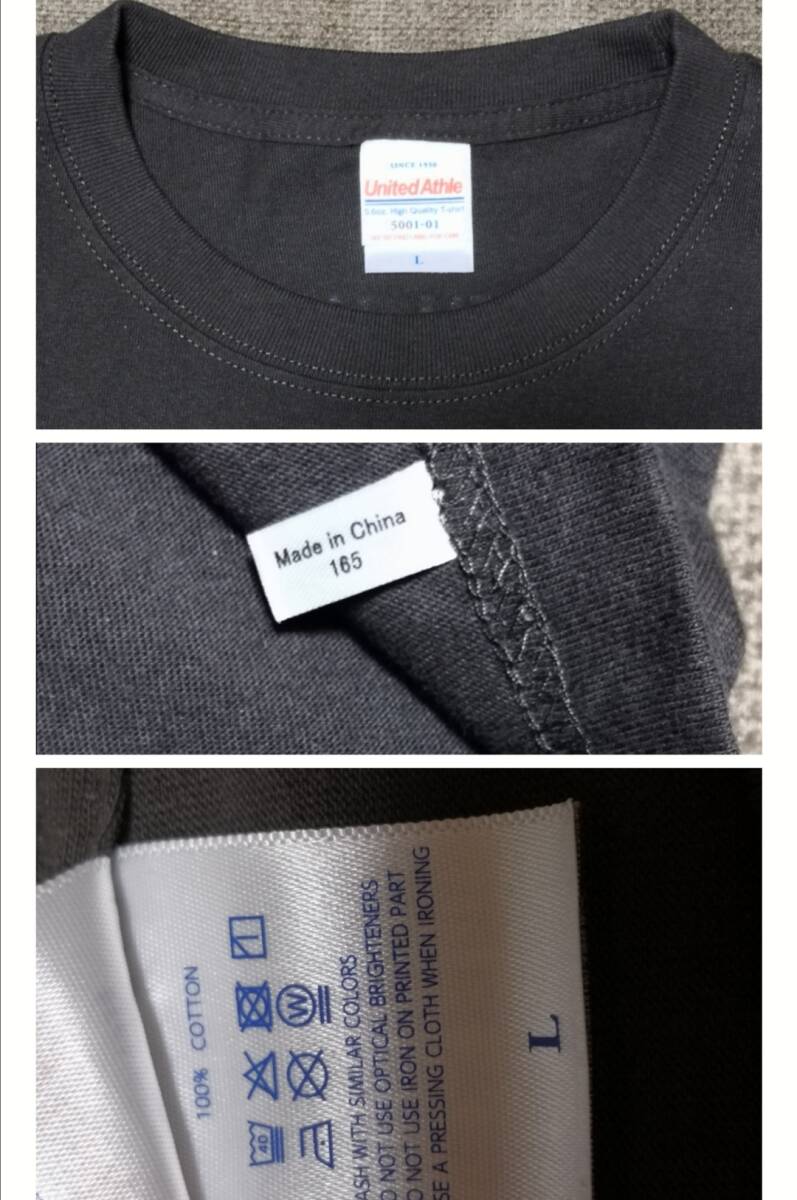 SINCE 1950
United Athle
5.6oz. High Quality T-shirt
5001-01
L
Made in China
165
100% COTTON
40
W
ASH WITH SIMILAR COLORS
O NOT USE OPTICAL BRIGHTENERS
O NOT USE IRON ON PRINTED PART
SE A PRESSING CLOTH WHEN IRONING
L